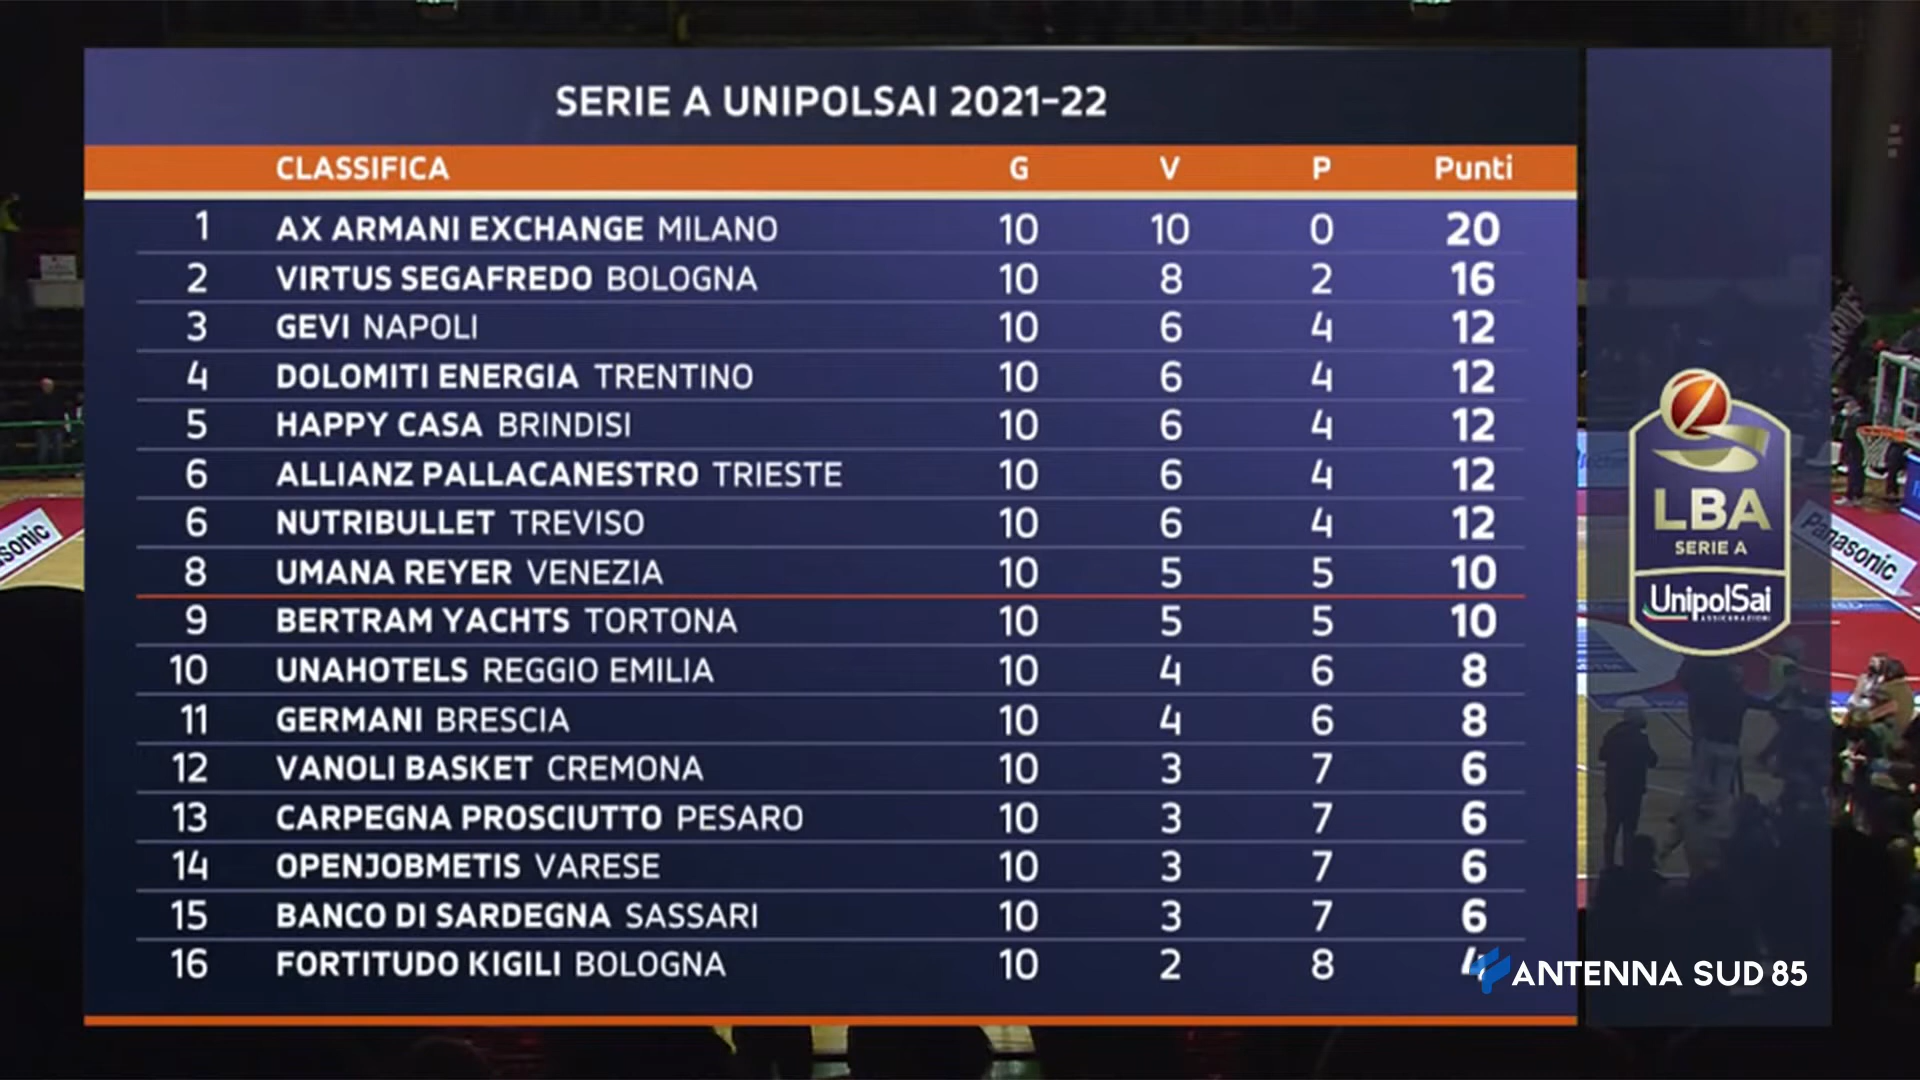 SERIE A UNIPOLSAI 2021-22
CLASSIFICA G V P Punti
1 AX ARMANI EXCHANGE MILANO 10 10 0 20
2 VIRTUS SEGAFREDO BOLOGNA 10 8 2 16
3 GEVI NAPOLI 10 6 4 12
4 DOLOMITI ENERGIA TRENTINO 10 6 4 12
5 HAPPY CASA BRINDISI 10 6 4 12
6 ALLIANZ PALLACANESTRO TRIESTE 10 6 4 12
6 NUTRIBULLET TREVISO 10 6 4 12
8 UMANA REYER VENEZIA 10 5 5 10
9 BERTRAM YACHTS TORTONA 10 5 5 10
10 UNAHOTELS REGGIO EMILIA 10 4 6 8
11 GERMANI BRESCIA 10 4 6 8
12 VANOLI BASKET CREMONA 10 3 7 6
13 CARPEGNA PROSCIUTTO PESARO 10 3 7 6
14 OPENJOBMETIS VARESE 10 3 7 6
15 BANCO DI SARDEGNA SASSARI 10 3 7 6
16 FORTITUDO KIGILI BOLOGNA 10 2 8 4
LBA
SERIE A
UnipolSai
ASSICURAZIONI
sonic
Panasonic
ANTENNA SUD 85